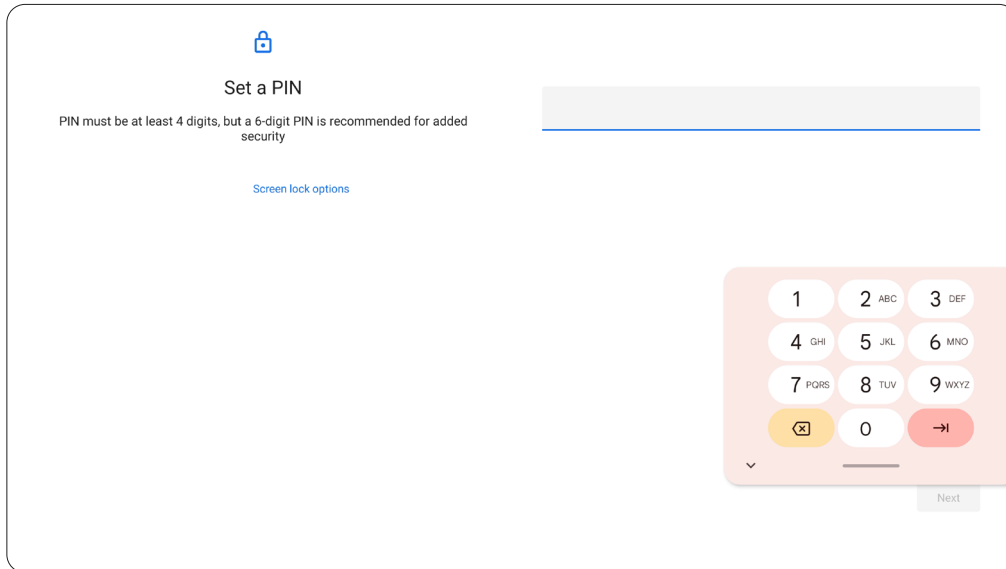 Set a PIN
PIN must be at least 4 digits, but a 6-digit PIN is recommended for added
security
Screen lock options
1 2 ABC 3 DEF
4 GHI 5 JKL 6 MNO
7 PQRS 8 TUV 9 WXYZ
0
Next